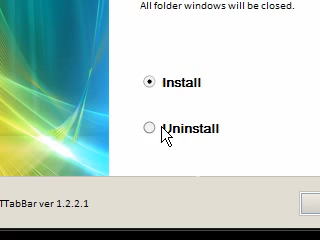 All folder windows will be closed.
Install
Uninstall
TTabBar ver 1.2.2.1